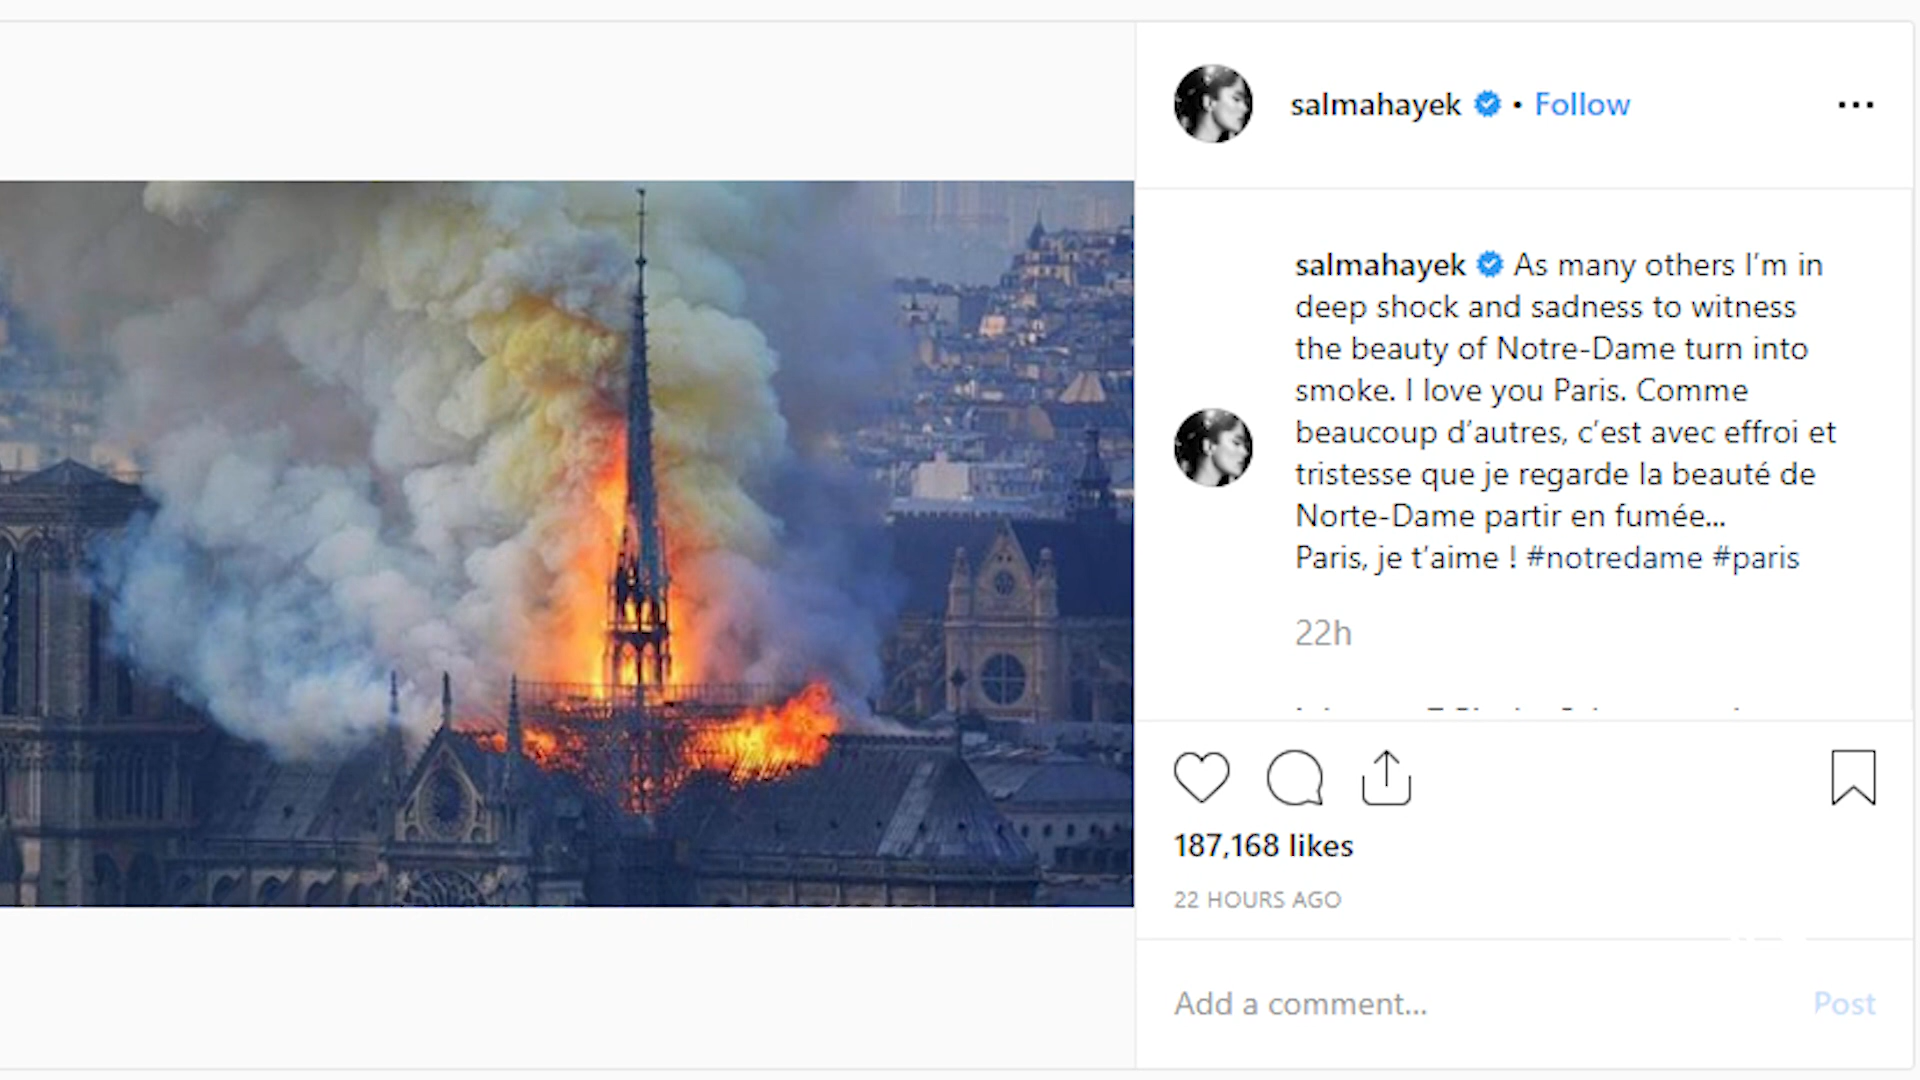 salmahayek • Follow
salmahayek As many others I’m in
deep shock and sadness to witness
the beauty of Notre-Dame turn into
smoke. I love you Paris. Comme
beaucoup d’autres, c’est avec effroi et
tristesse que je regarde la beauté de
Norte-Dame partir en fumée...
Paris, je t’aime ! #notredame #paris
22h
187,168 likes
22 HOURS AGO
Add a comment...
Post